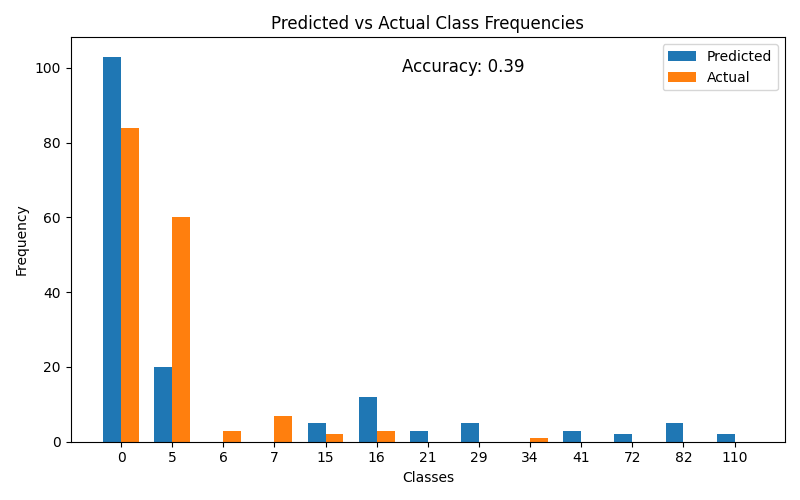 Predicted vs Actual Class Frequencies
Accuracy: 0.39
Predicted
Actual
Frequency
100
80
60
40
20
0
0 5 6 7 15 16 21 29 34 41 72 82 110
Classes